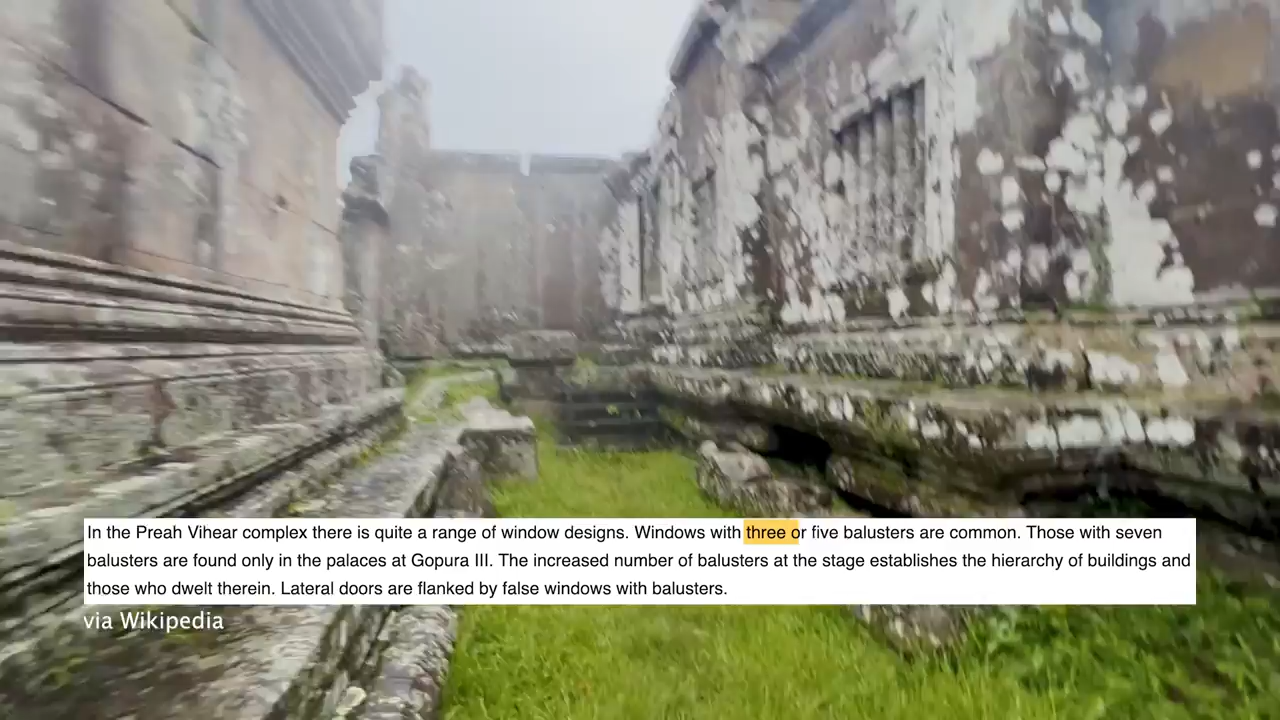 In the Preah Vihear complex there is quite a range of window designs. Windows with three or five balusters are common. Those with seven
balusters are found only in the palaces at Gopura III. The increased number of balusters at the stage establishes the hierarchy of buildings and
those who dwelt therein. Lateral doors are flanked by false windows with balusters.
via Wikipedia